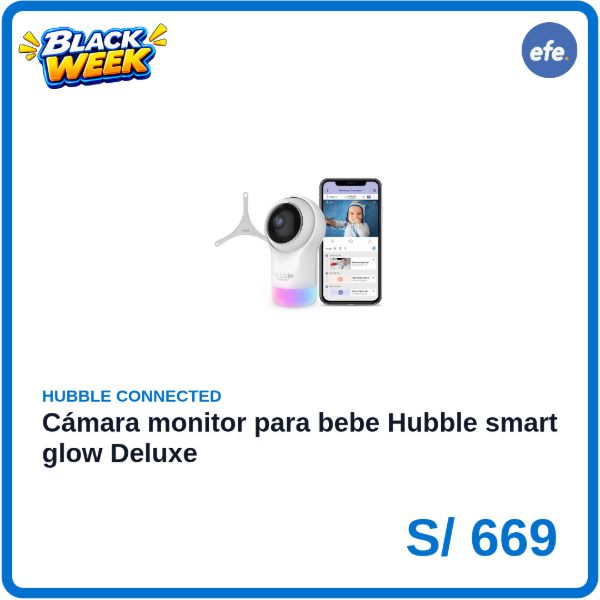 BLACK
WEEK
efe.
HUBBLE CONNECTED
Cámara monitor para bebe Hubble smart
glow Deluxe
S/ 669